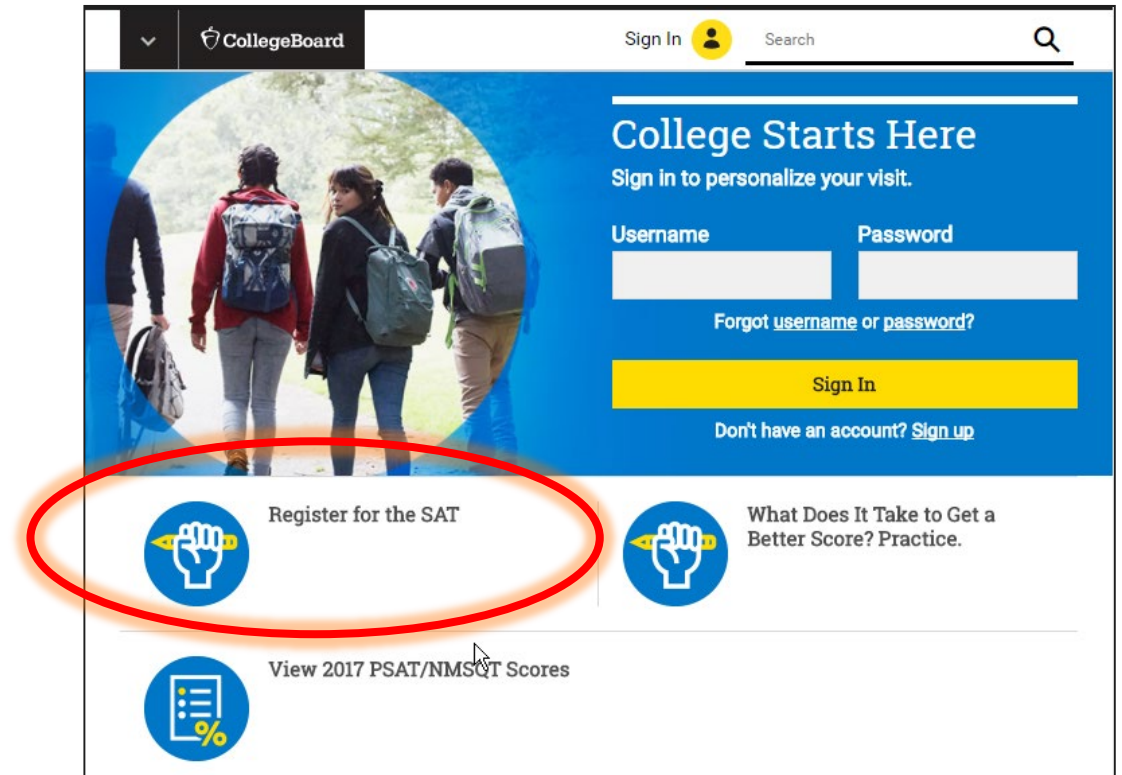 CollegeBoard
Sign In
Search
College Starts Here
Sign in to personalize your visit.
Username
Password
Forgot username or password?
Sign In
Don't have an account? Sign up
Register for the SAT
What Does It Take to Get a
Better Score? Practice.
View 2017 PSAT/NMSQT Scores
%